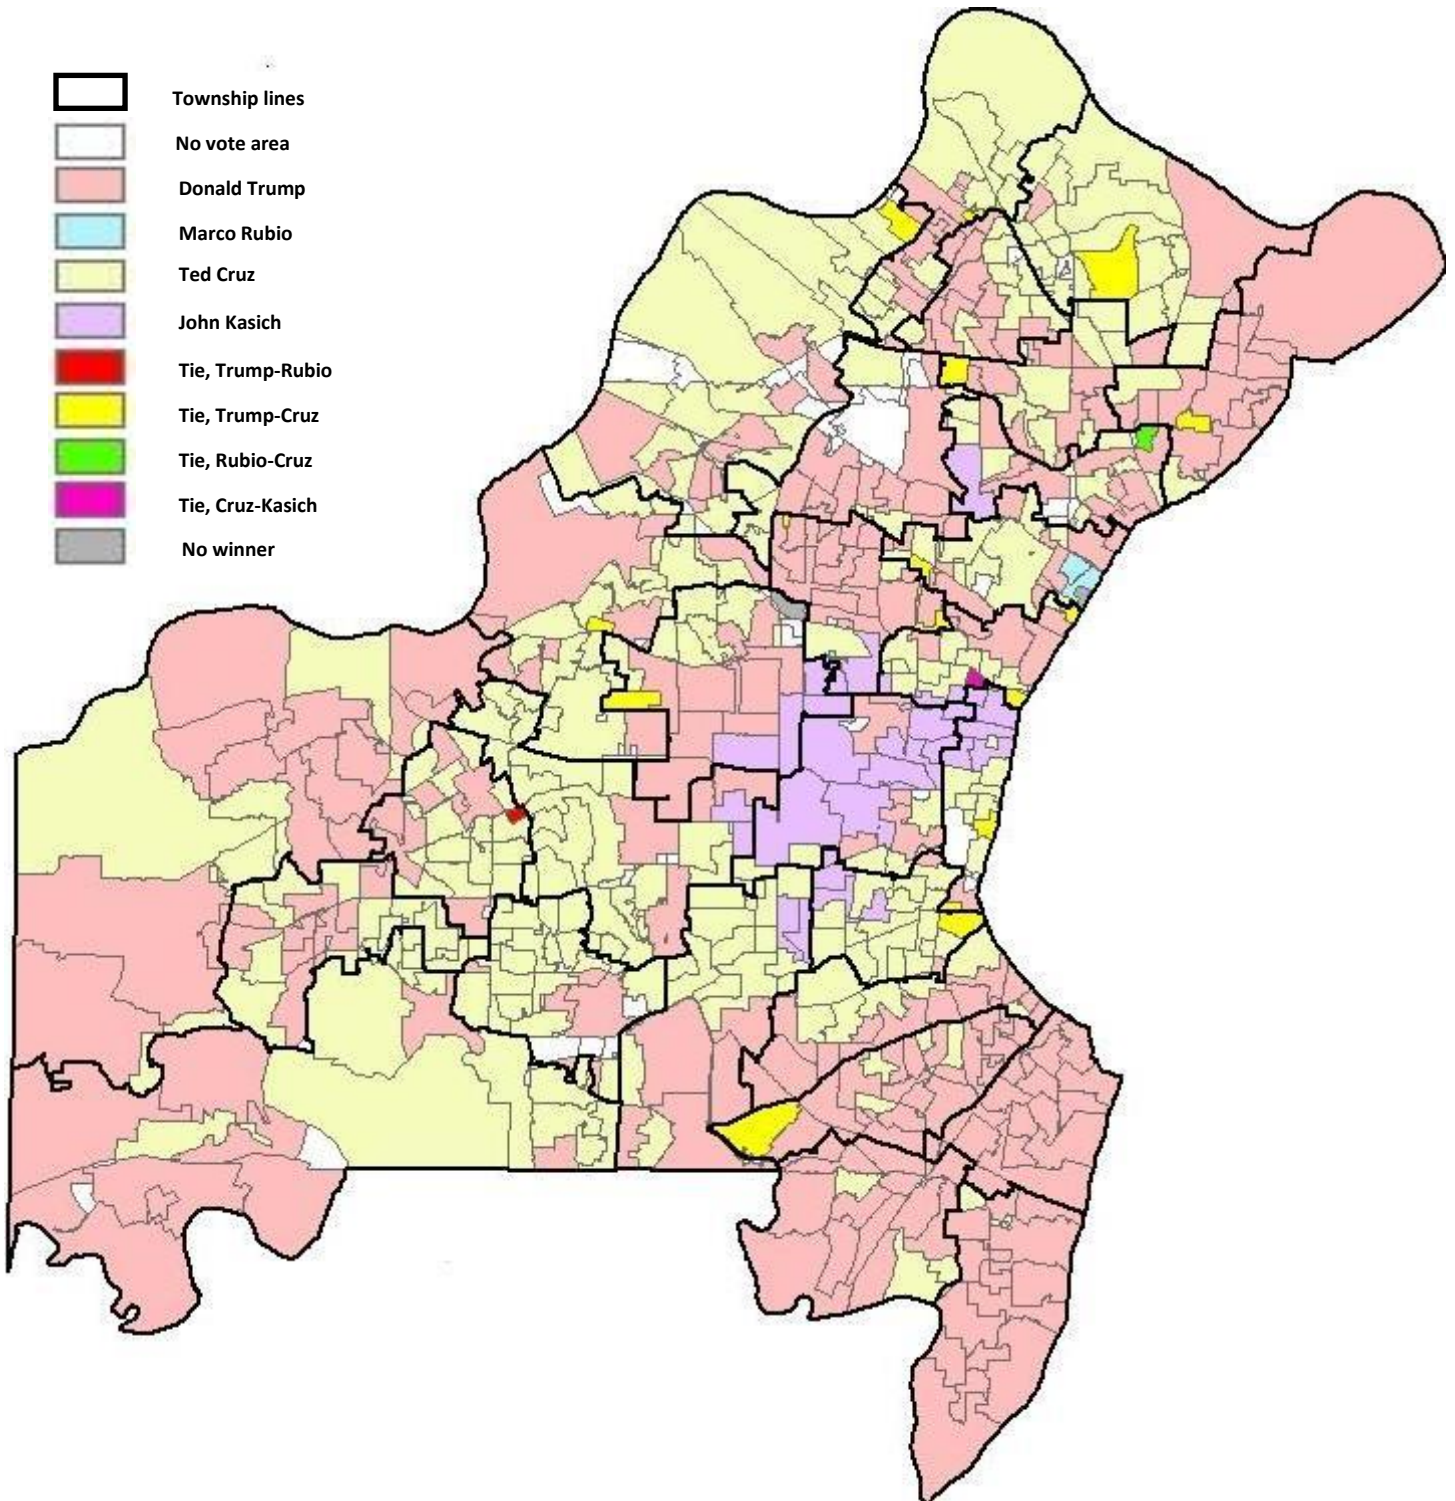 Township lines
No vote area
Donald Trump
Marco Rubio
Ted Cruz
John Kasich
Tie, Trump-Rubio
Tie, Trump-Cruz
Tie, Rubio-Cruz
Tie, Cruz-Kasich
No winner